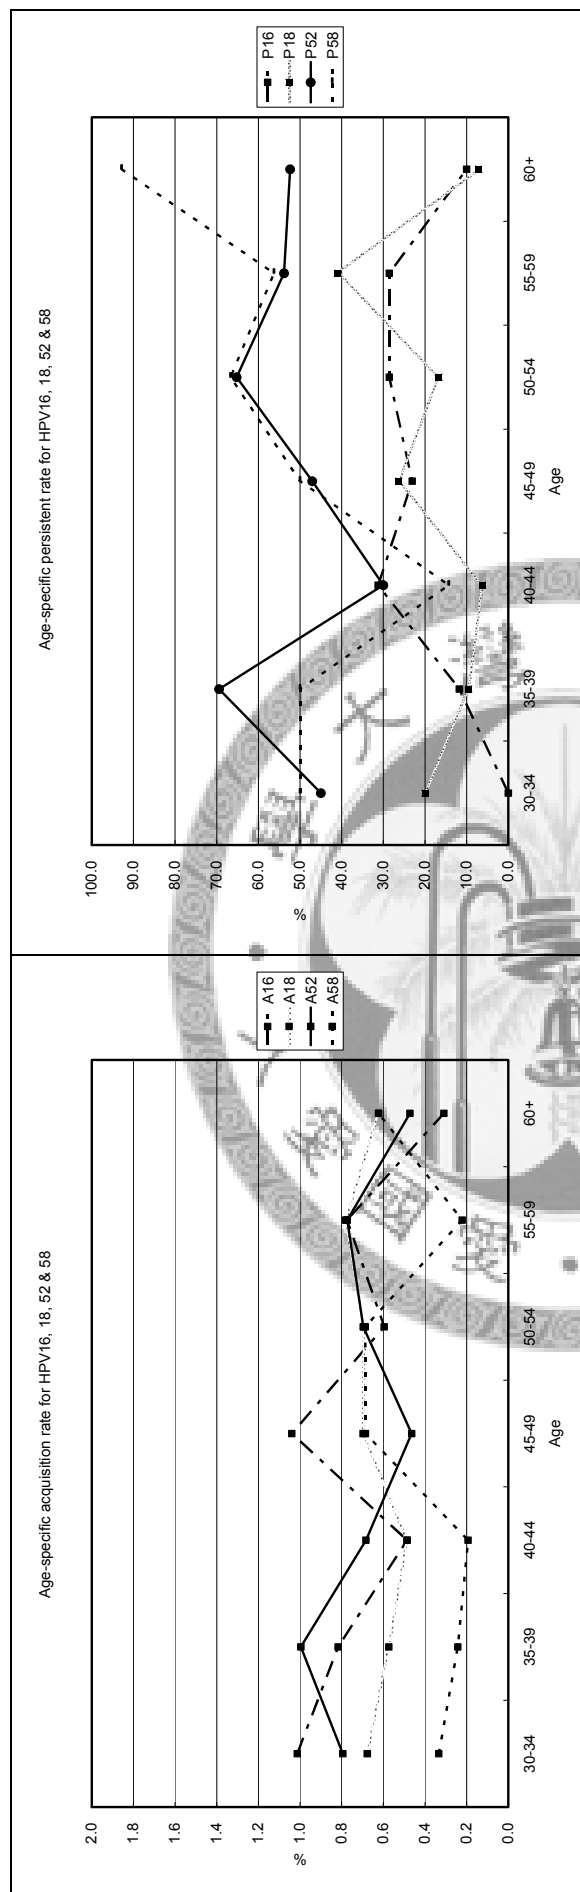 Age-specific acquisition rate for HPV16, 18, 52 & 58
2.0
1.8
1.6
1.4
1.2
1.0
0.8
0.6
0.4
0.2
0.0
%
30-34
35-39
40-44
45-49
50-54
55-59
60+
Age
A16
A18
A52
A58
Age-specific persistent rate for HPV16, 18, 52 & 58
100.0
90.0
80.0
70.0
60.0
50.0
40.0
30.0
20.0
10.0
0.0
%
30-34
35-39
40-44
45-49
50-54
55-59
60+
Age
P16
P18
P52
P58
大